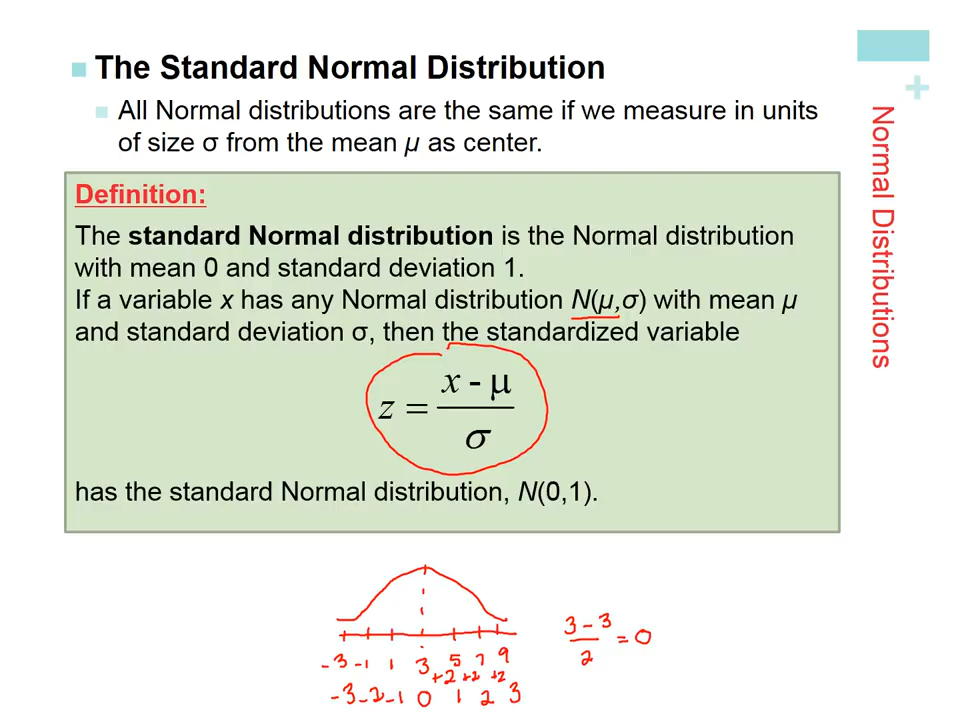 The Standard Normal Distribution
All Normal distributions are the same if we measure in units
of size σ from the mean μ as center.
+
Normal Distributions
Definition:
The standard Normal distribution is the Normal distribution
with mean 0 and standard deviation 1.
If a variable x has any Normal distribution N(μ,σ) with mean μ
and standard deviation σ, then the standardized variable
z = (x - μ) / σ
has the standard Normal distribution, N(0,1).
3 - 3
— = 0
2
-3 -1 1 3 5 7 9
+2 +2 +2
-3 -2 -1 0 1 2 3